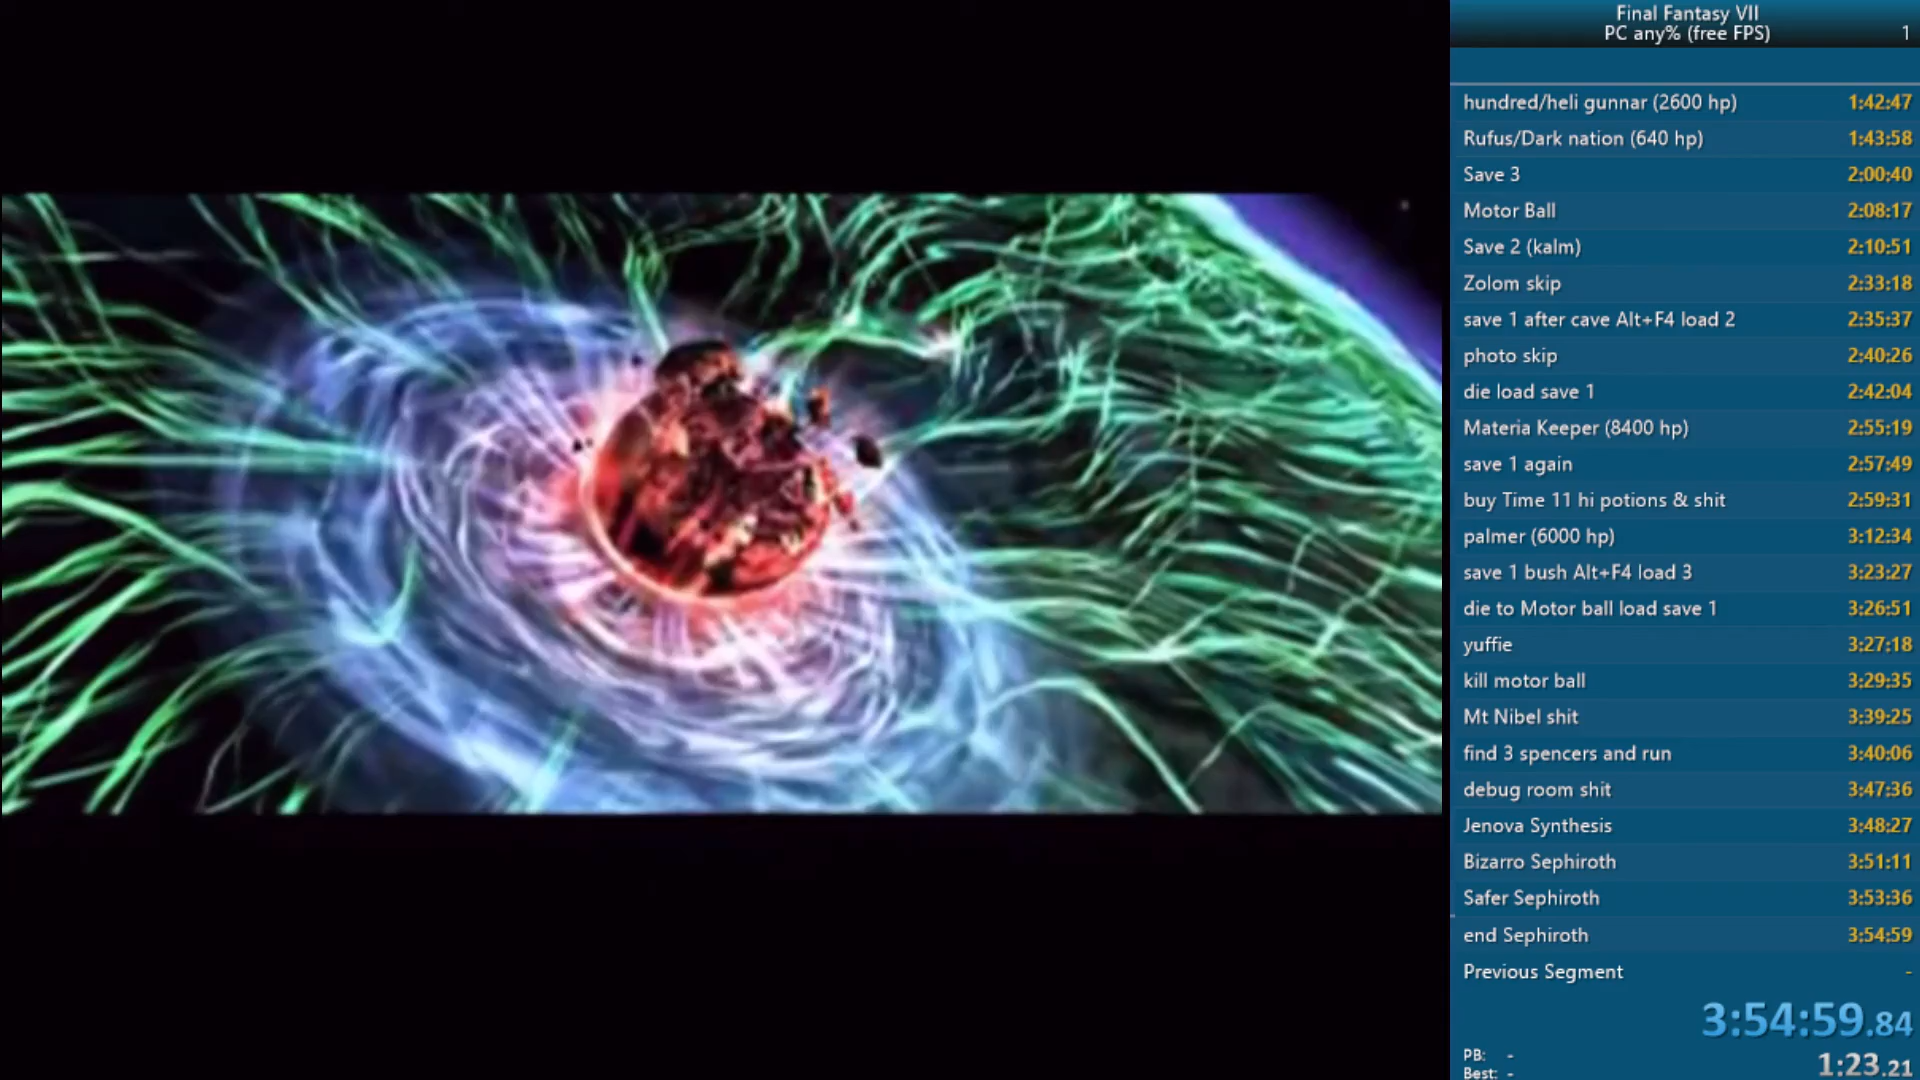 Final Fantasy VII
PC any% (free FPS) 1
hundred/heli gunnar (2600 hp) 1:42:47
Rufus/Dark nation (640 hp) 1:43:58
Save 3 2:00:40
Motor Ball 2:08:17
Save 2 (kalm) 2:10:51
Zolom skip 2:33:18
save 1 after cave Alt+F4 load 2 2:35:37
photo skip 2:40:26
die load save 1 2:42:04
Materia Keeper (8400 hp) 2:55:19
save 1 again 2:57:49
buy Time 11 hi potions & shit 2:59:31
palmer (6000 hp) 3:12:34
save 1 bush Alt+F4 load 3 3:23:27
die to Motor ball load save 1 3:26:51
yuffie 3:27:18
kill motor ball 3:29:35
Mt Nibel shit 3:39:25
find 3 spencers and run 3:40:06
debug room shit 3:47:36
Jenova Synthesis 3:48:27
Bizarro Sephiroth 3:51:11
Safer Sephiroth 3:53:36
end Sephiroth 3:54:59
Previous Segment -
3:54:59.84
PB: -
Best: -
1:23.21